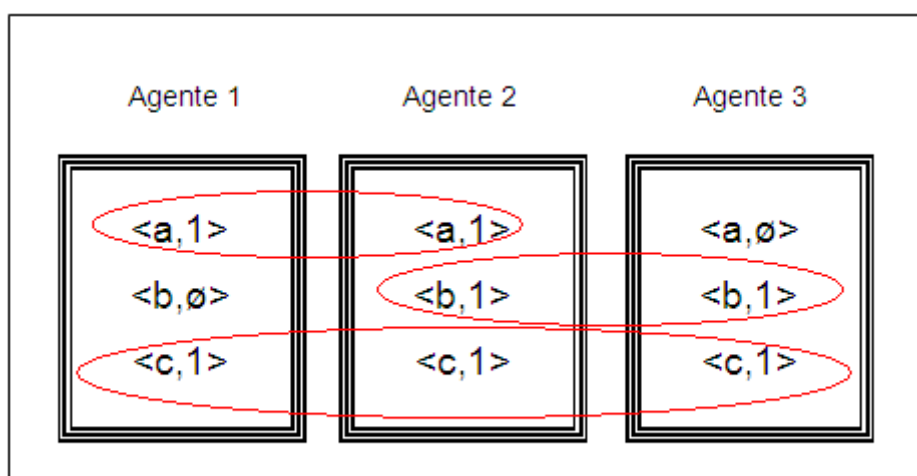 Agente 1 Agente 2 Agente 3
<a,1> <a,1> <a,ø>
<b,ø> <b,1> <b,1>
<c,1> <c,1> <c,1>